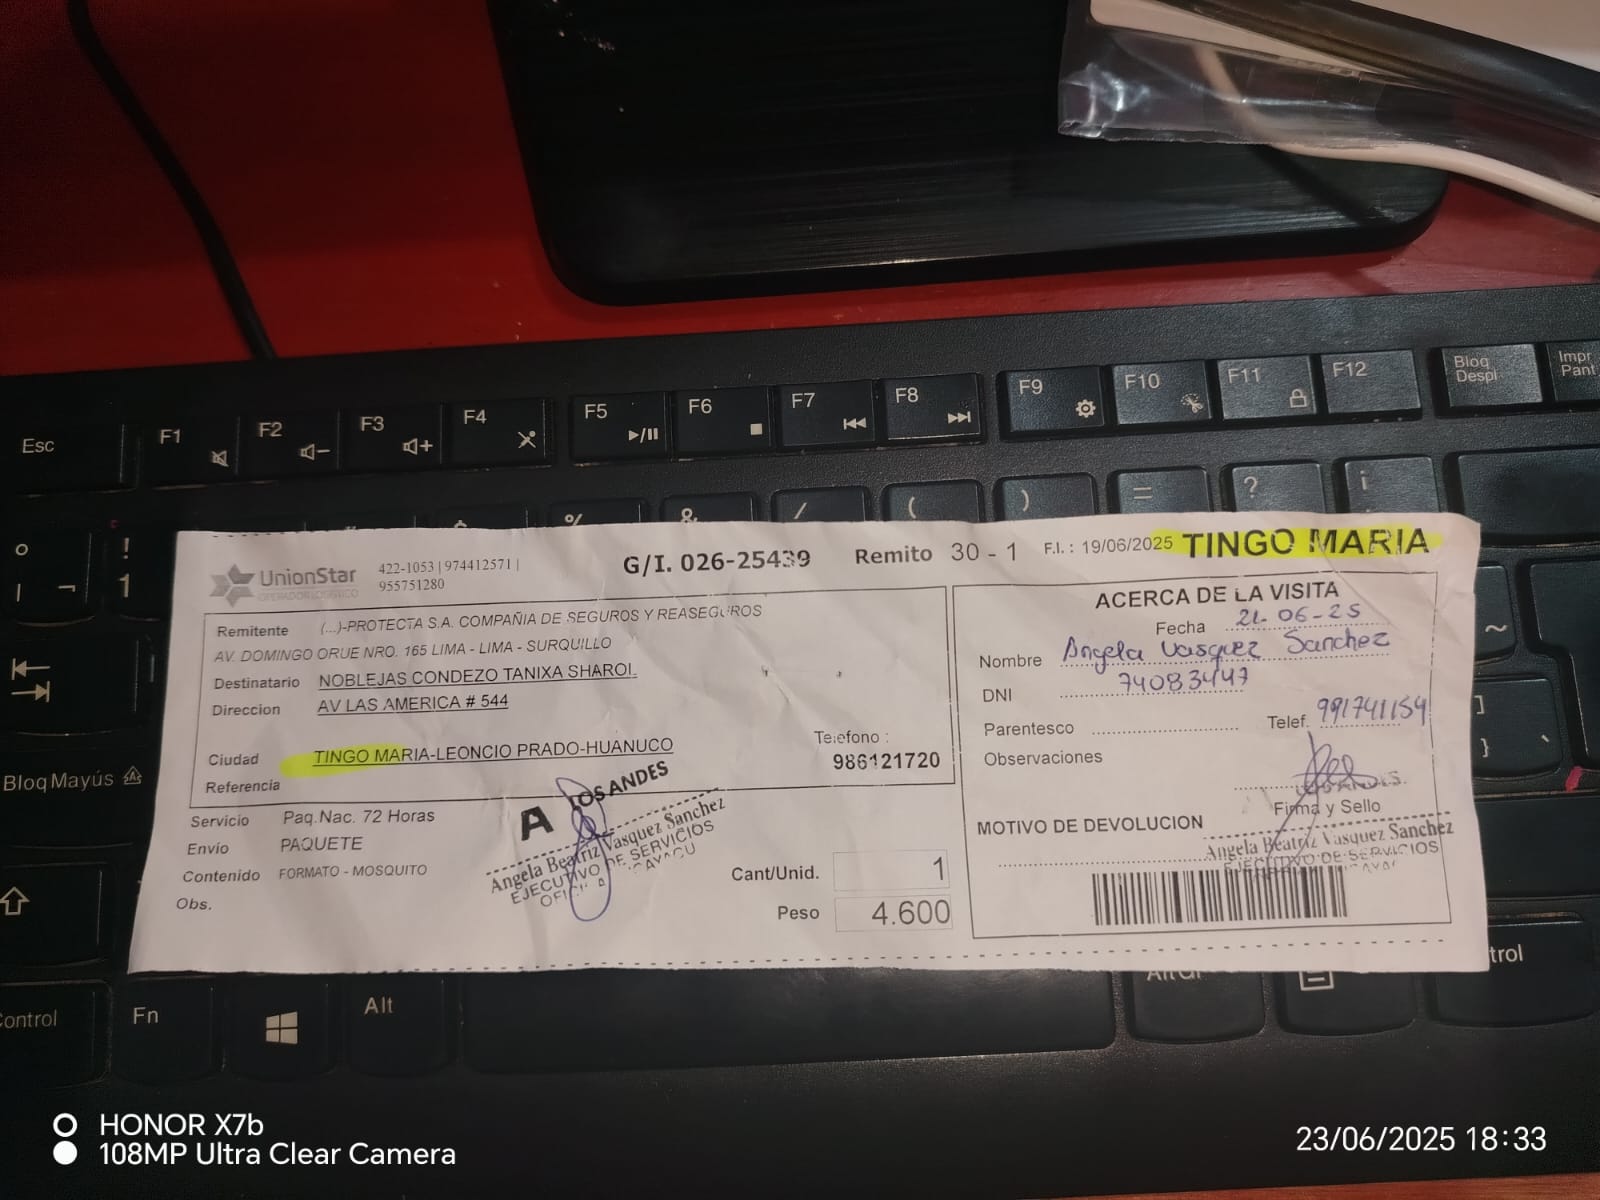 Esc
F1
F2
F3
F4
F5
F6
F7
F8
F9
F10
F11
F12
Bloq Despl
Impr Pant
%
&
/
(
)
=
?
¡
!
1
UnionStar
OPERADOR LOGISTICO
422-1053 | 974412571 |
955751280
G/I. 026-25439
Remito 30 - 1
F.I. : 19/06/2025
TINGO MARIA
Remitente (...)-PROTECTA S.A. COMPAÑIA DE SEGUROS Y REASEGUROS
AV. DOMINGO ORUE NRO. 165 LIMA - LIMA - SURQUILLO
Destinatario NOBLEJAS CONDEZO TANIXA SHAROL
Direccion AV LAS AMERICA # 544
Telefono :
Ciudad TINGO MARIA-LEONCIO PRADO-HUANUCO
986121720
Referencia
Servicio Paq.Nac. 72 Horas
Envío PAQUETE
Contenido FORMATO - MOSQUITO
Obs.
A LOS ANDES
Angela Beatriz Vasquez Sanchez
EJECUTIVO DE SERVICIOS
Cant/Unid. 1
Peso 4.600
ACERCA DE LA VISITA
Fecha 21-06-25
Nombre Angela Vasquez Sanchez
DNI 74083447
Parentesco
Telef. 991741154
Observaciones
Firma y Sello
MOTIVO DE DEVOLUCION
Angela Beatriz Vasquez Sanchez
EJECUTIVO DE SERVICIOS
~
]
}
Bloq Mayús
Control
Fn
Alt
Alt Gr
trol
HONOR X7b
108MP Ultra Clear Camera
23/06/2025 18:33